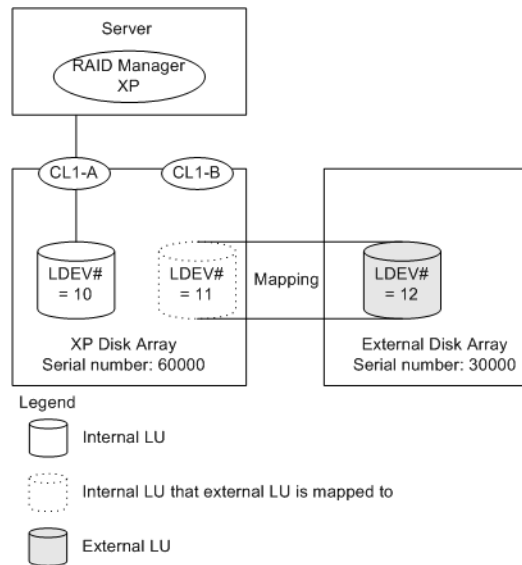 Server
RAID Manager
XP
CL1-A
CL1-B
LDEV#
= 10
LDEV#
= 11
Mapping
LDEV#
= 12
XP Disk Array
Serial number: 60000
External Disk Array
Serial number: 30000
Legend
Internal LU
Internal LU that external LU is mapped to
External LU